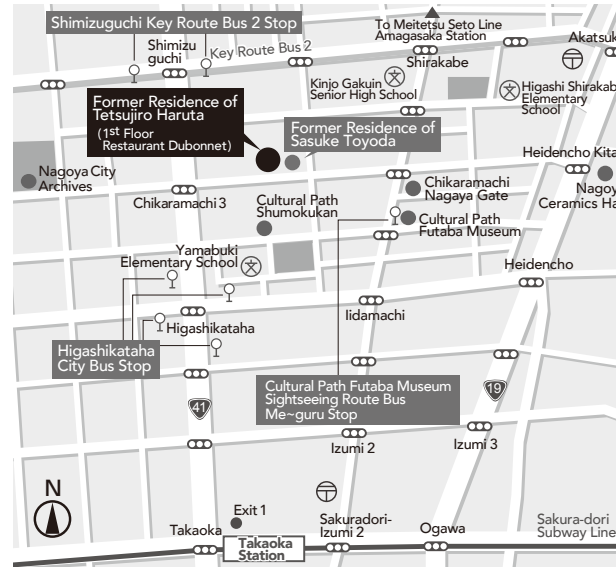 Shimizuguchi Key Route Bus 2 Stop
To Meitetsu Seto Line
Amagasaka Station
Shimizu
guchi
Key Route Bus 2
Shirakabe
Akatsuk
Kinjo Gakuin
Senior High School
文
文
Higashi Shirakabe
Elementary
School
Former Residence of
Tetsujiro Haruta
(1st Floor
Restaurant Dubonnet)
Former Residence of
Sasuke Toyoda
Heidencho Kita
Nagoya City
Archives
Chikaramachi 3
Cultural Path
Shumokukan
Chikaramachi
Nagaya Gate
Nagoy
Ceramics Ha
Cultural Path
Futaba Museum
Yamabuki
Elementary School
文
Heidencho
Iidamachi
Higashikataha
Higashikataha
City Bus Stop
Cultural Path Futaba Museum
Sightseeing Route Bus
Me~guru Stop
41
19
Izumi 2
Izumi 3
N
Exit 1
Takaoka
Takaoka
Station
Sakuradori-
Izumi 2
Ogawa
Sakura-dori
Subway Line